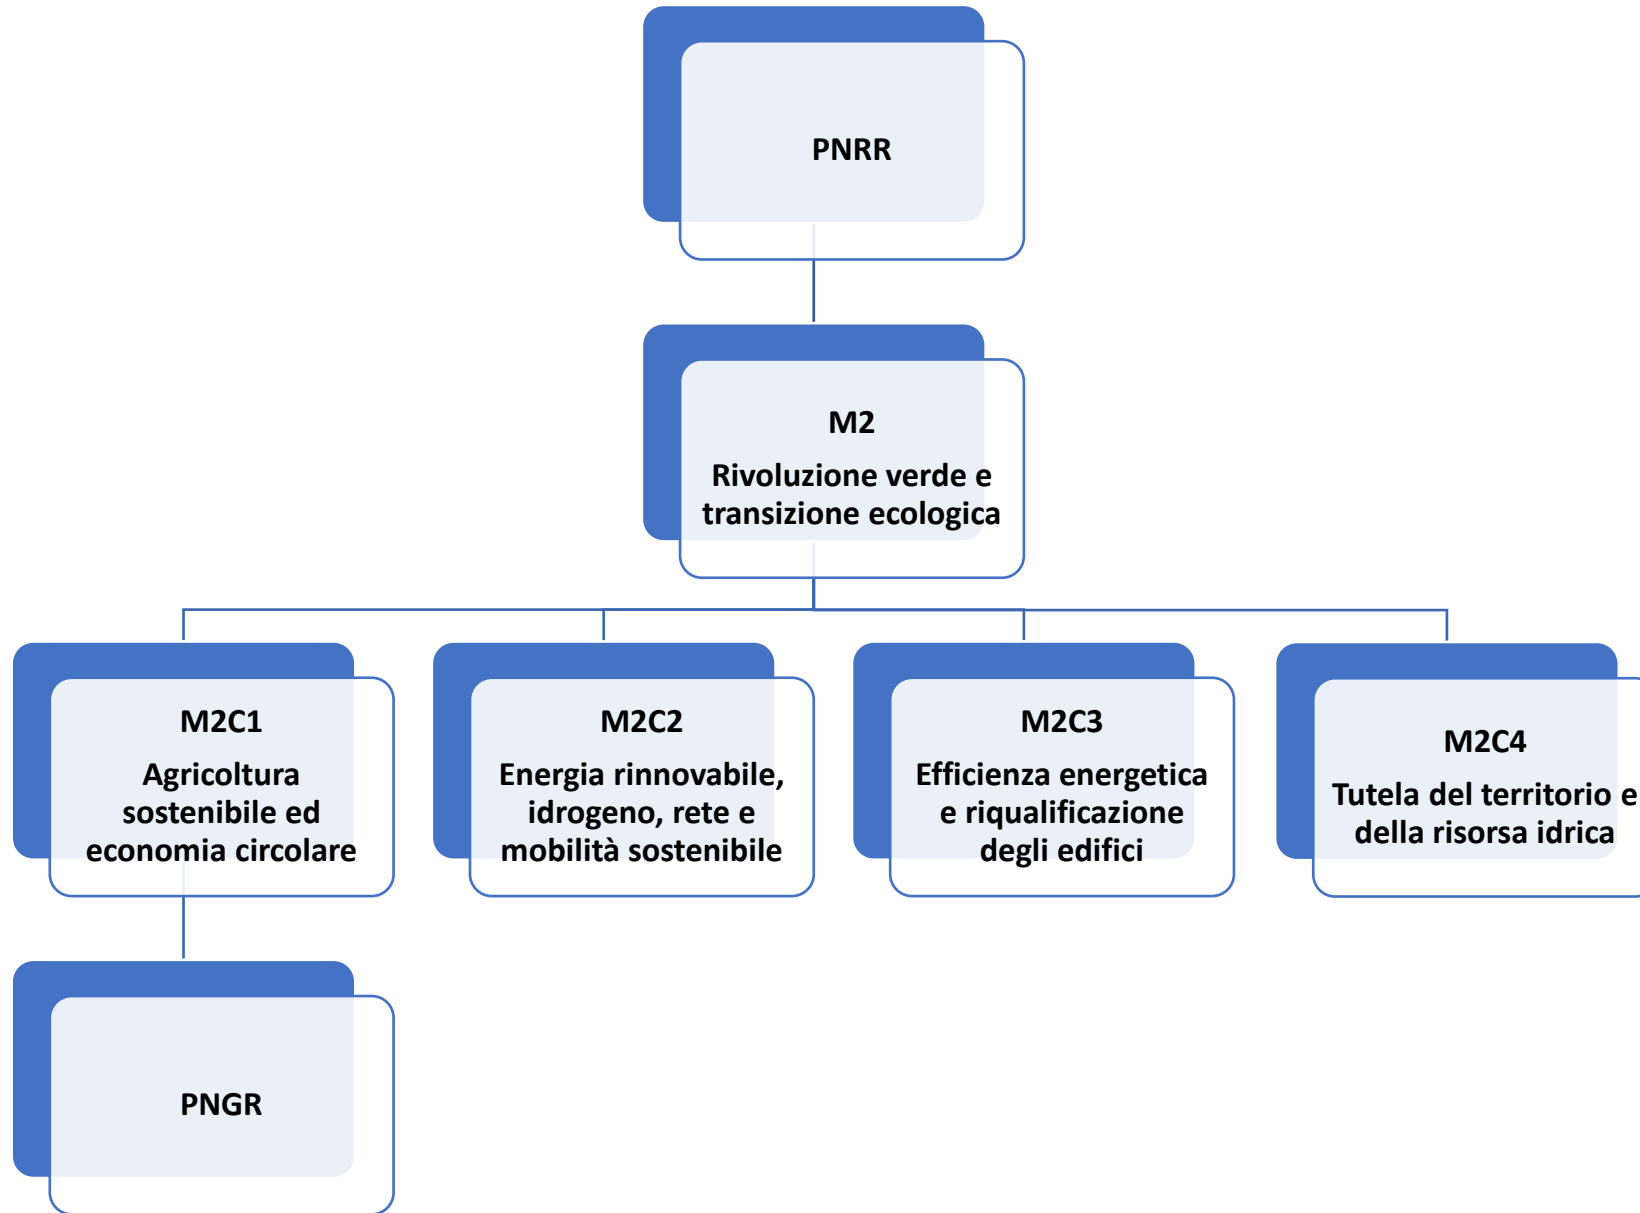 PNRR
M2
Rivoluzione verde e
transizione ecologica
M2C1
Agricoltura
sostenibile ed
economia circolare
M2C2
Energia rinnovabile,
idrogeno, rete e
mobilità sostenibile
M2C3
Efficienza energetica
e riqualificazione
degli edifici
M2C4
Tutela del territorio e
della risorsa idrica
PNGR